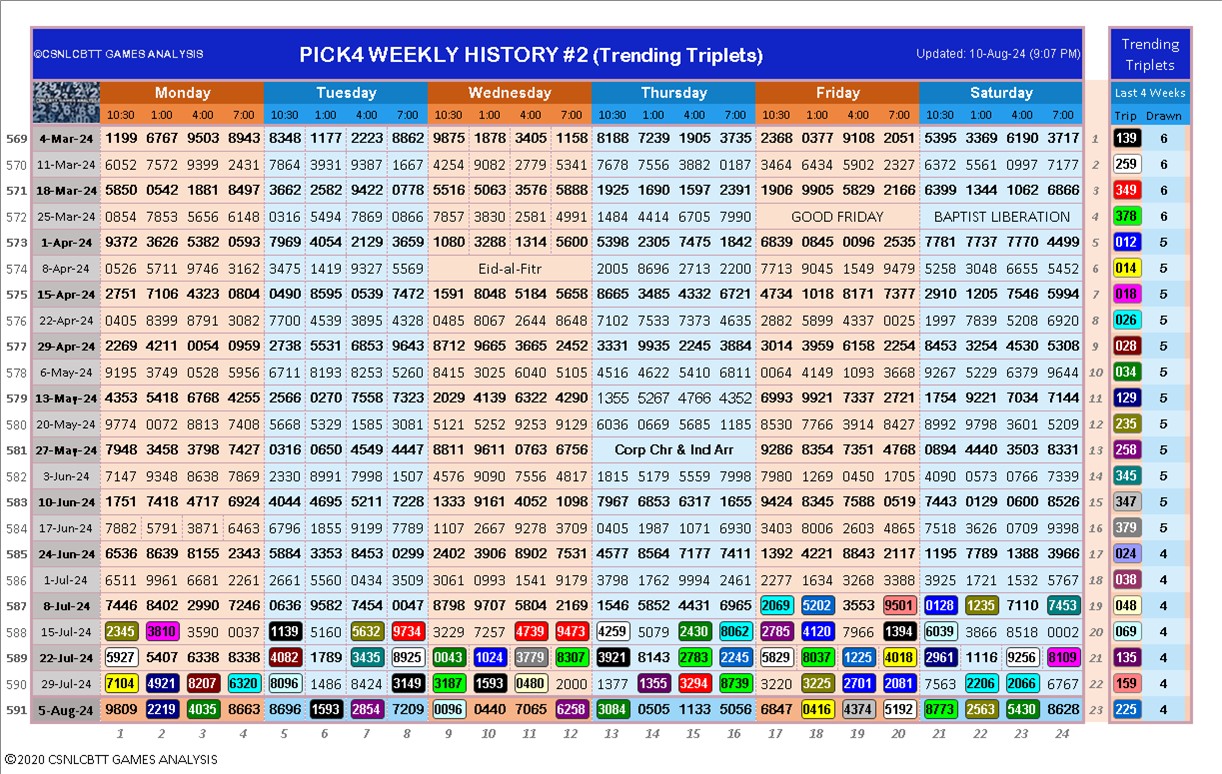 ©CSNLCBTT GAMES ANALYSIS PICK4 WEEKLY HISTORY #2 (Trending Triplets) Updated: 10-Aug-24 (9:07 PM) Trending Triplets
Monday Tuesday Wednesday Thursday Friday Saturday Last 4 Weeks
10:30 1:00 4:00 7:00 10:30 1:00 4:00 7:00 10:30 1:00 4:00 7:00 10:30 1:00 4:00 7:00 10:30 1:00 4:00 7:00 10:30 1:00 4:00 7:00 Trip Drawn
569 4-Mar-24 1199 6767 9503 8943 8348 1177 2223 8862 9875 1878 3405 1158 8188 7239 1905 3735 2368 0377 9108 2051 5395 3369 6190 3717 1 139 6
570 11-Mar-24 6052 7572 9399 2431 7864 3931 9387 1667 4254 9082 2779 5341 7678 7556 3881 0187 3464 6434 5902 2327 6372 5561 0997 7177 2 259 6
571 18-Mar-24 5850 0542 1881 8497 3662 2582 9422 0778 5516 5063 3576 5888 1925 1690 1597 2391 1906 9905 5829 2166 6399 1344 1062 6866 3 349 6
572 25-Mar-24 0854 7853 5656 6148 0316 5494 7869 0866 7857 3830 2581 4991 1484 4414 6705 7990 GOOD FRIDAY BAPTIST LIBERATION 4 378 6
573 1-Apr-24 9372 3626 5382 0593 7969 4054 2129 3659 1080 3288 1314 5600 5398 2305 7475 1842 6839 0845 0096 2535 7781 7737 7770 4499 5 012 5
574 8-Apr-24 0526 5711 9746 3162 3475 1419 9327 5569 Eid-al-Fitr 2005 8696 2713 2200 7713 9045 1549 9479 5258 3048 6655 5452 6 014 5
575 15-Apr-24 2751 7106 4323 0804 0490 8595 0539 7472 1591 8048 5184 5658 8665 3485 4332 6721 4734 1018 8171 7377 2910 1205 7546 5994 7 018 5
576 22-Apr-24 0405 8399 8791 3082 7700 4539 3895 4328 0485 8067 2644 8648 7102 7533 7373 4635 2882 5899 4337 0025 1997 7839 5208 6920 8 026 5
577 29-Apr-24 2269 4211 0054 0959 2738 5531 6853 9643 8712 9665 3665 2452 3331 9935 2245 3884 3014 3959 6158 2254 8453 3254 4530 5308 9 028 5
578 6-May-24 9195 3749 0528 5956 6711 8193 8253 5260 8415 3025 6040 5105 4516 4622 5410 6811 0064 4149 1093 3668 9267 5229 6379 9644 10 034 5
579 13-May-24 4353 5418 6768 4255 2566 0270 7558 7323 2029 4139 6322 4290 1355 5267 4766 4352 6993 9921 7337 2721 1754 9221 7034 7144 11 129 5
580 20-May-24 9774 0072 8813 7408 5668 5329 1585 3081 5121 5252 9253 9129 6036 0669 5685 1185 8530 7766 3914 8427 8992 9798 3601 5209 12 235 5
581 27-May-24 7948 3458 3798 7427 0316 0650 4549 4447 8811 9611 0763 6756 Corp Chr & Ind Arr 9286 8354 7351 4768 0894 4440 3503 8331 13 258 5
582 3-Jun-24 7147 9348 8638 7869 2330 8991 7998 1507 4576 9090 7556 4817 1815 5179 5555 7998 7980 1269 0450 1705 4090 0573 0766 7339 14 345 5
583 10-Jun-24 1751 7418 4717 6924 4044 4695 5211 7228 1333 9161 4052 1098 7967 6853 6317 1655 9424 8345 7588 0519 7443 0129 0600 8526 15 347 5
584 17-Jun-24 7882 5791 3871 6463 6796 1855 9199 7789 1107 2667 9278 3709 0405 1987 1071 6930 3403 8006 2603 4865 7518 3626 0709 9398 16 379 5
585 24-Jun-24 6536 8639 8155 2343 5884 3353 8453 0299 2402 3906 8902 7531 4577 8564 7177 7411 1392 4221 8843 2117 1195 7789 1388 3966 17 024 4
586 1-Jul-24 6511 9961 6681 2261 2661 5560 0434 3509 3061 0993 1541 9179 3798 1762 9994 2461 2277 1634 3268 3388 3925 1721 1532 5767 18 038 4
587 8-Jul-24 7446 8402 2990 7246 0636 9582 7454 0047 8798 9707 5804 2169 1546 5852 4431 6965 2069 5202 3553 9501 0128 1235 7110 7453 19 048 4
588 15-Jul-24 2345 3810 3590 0037 1139 5160 5632 9734 3229 7257 4739 9473 4259 5079 2430 8062 2785 4120 7966 1394 6039 3866 8518 0002 20 069 4
589 22-Jul-24 5927 5407 6338 8338 4082 1789 3435 8925 0043 1024 3779 8307 3921 8143 2783 2245 5829 8037 1225 4018 2961 1116 9256 8109 21 135 4
590 29-Jul-24 7104 4921 8207 6320 8096 1486 8424 3149 3187 1593 0480 2000 1377 1355 3294 8739 3220 3225 2701 2081 7563 2206 2066 6767 22 159 4
591 5-Aug-24 9809 2219 4035 8663 8696 1593 2854 7209 0096 0440 7065 6258 3084 0505 1133 5056 6847 0416 4374 5192 8773 2563 5430 8628 23 225 4
1 2 3 4 5 6 7 8 9 10 11 12 13 14 15 16 17 18 19 20 21 22 23 24
©2020 CSNLCBTT GAMES ANALYSIS